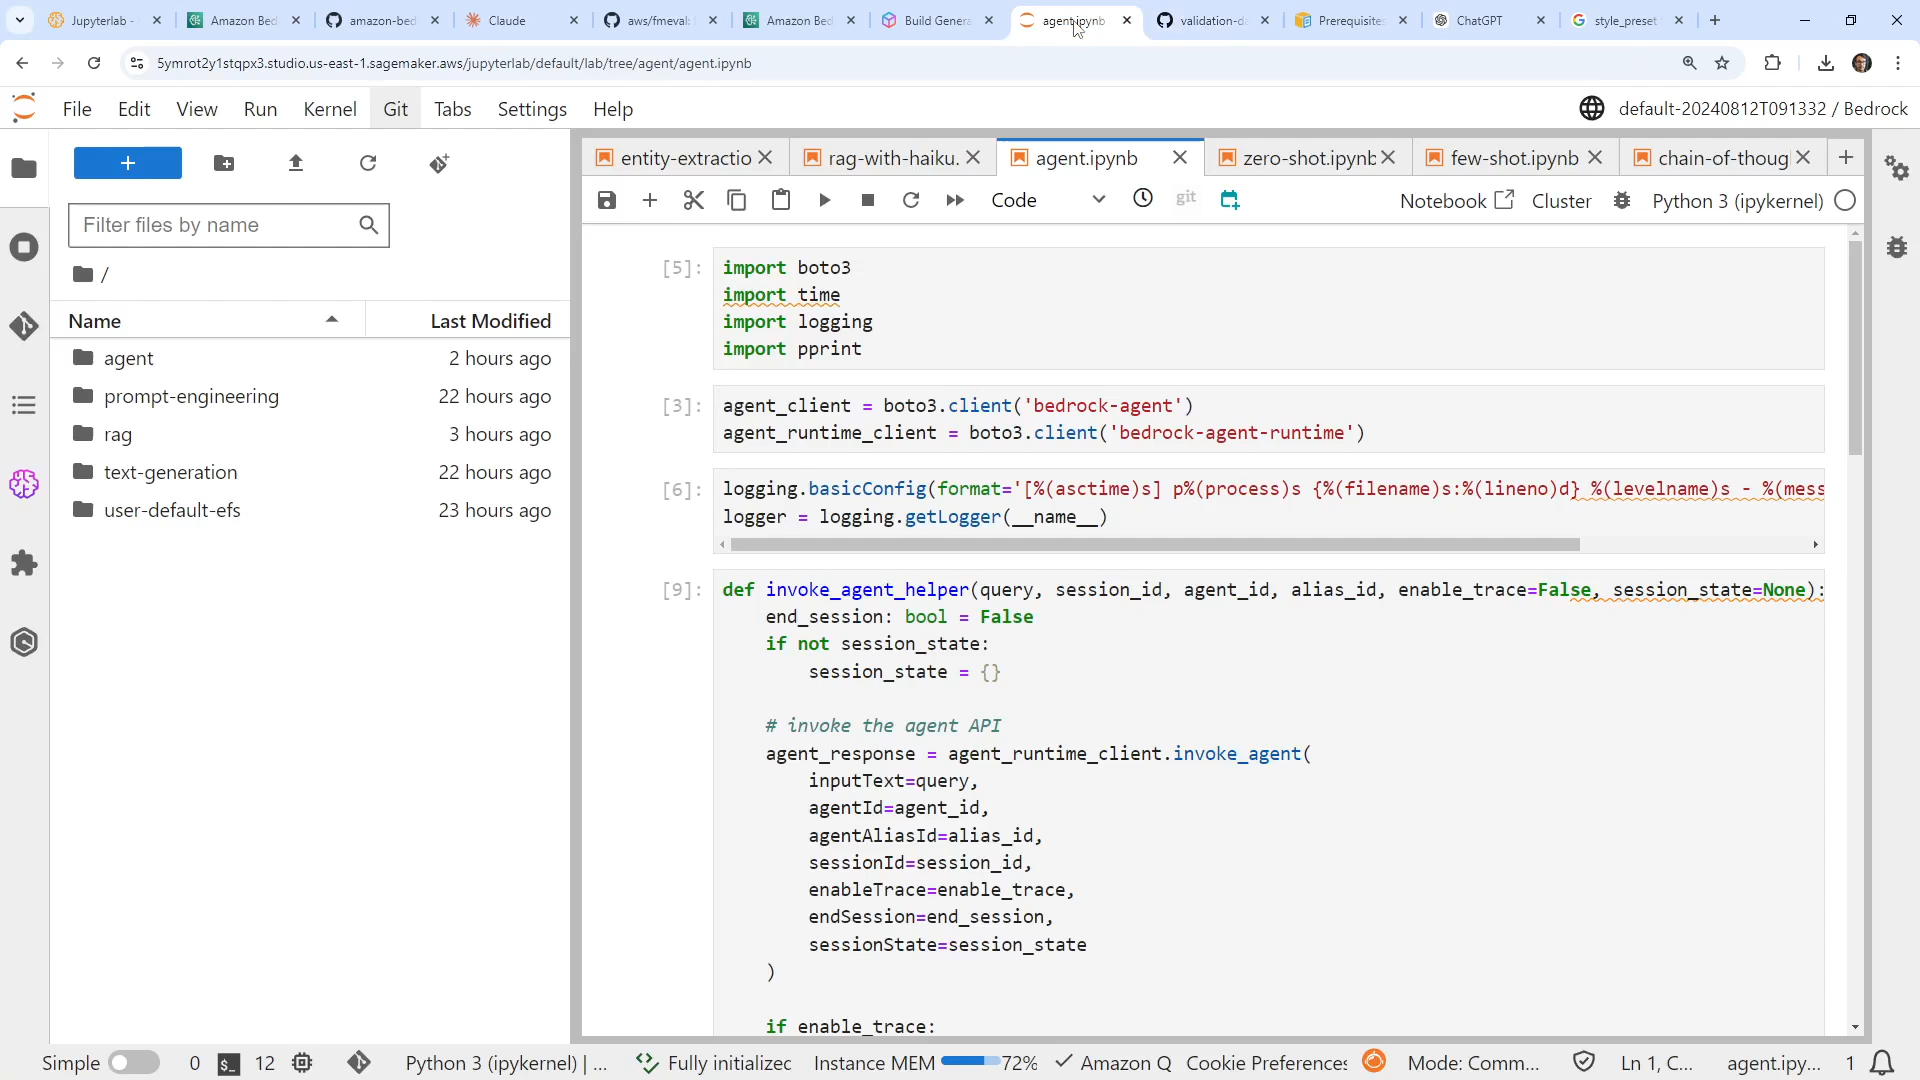 Jupyterlab -
Amazon Bed
amazon-bed
Claude
aws/fmeval:
Amazon Bed
Build Genera
agent.ipynb
validation-da
Prerequisites
ChatGPT
style_preset
5ymrot2y1stqpx3.studio.us-east-1.sagemaker.aws/jupyterlab/default/lab/tree/agent/agent.ipynb
File Edit View Run Kernel Git Tabs Settings Help
default-20240812T091332 / Bedrock
Filter files by name
/
Name Last Modified
agent 2 hours ago
prompt-engineering 22 hours ago
rag 3 hours ago
text-generation 22 hours ago
user-default-efs 23 hours ago
entity-extractio
rag-with-haiku.
agent.ipynb
zero-shot.ipynb
few-shot.ipynb
chain-of-thoug
Code
git
Notebook
Cluster
Python 3 (ipykernel)
[5]: import boto3
import time
import logging
import pprint
[3]: agent_client = boto3.client('bedrock-agent')
agent_runtime_client = boto3.client('bedrock-agent-runtime')
[6]: logging.basicConfig(format='[%(asctime)s] p%(process)s {%(filename)s:%(lineno)d} %(levelname)s - %(mess
logger = logging.getLogger(__name__)
[9]: def invoke_agent_helper(query, session_id, agent_id, alias_id, enable_trace=False, session_state=None):
end_session: bool = False
if not session_state:
session_state = {}
# invoke the agent API
agent_response = agent_runtime_client.invoke_agent(
inputText=query,
agentId=agent_id,
agentAliasId=alias_id,
sessionId=session_id,
enableTrace=enable_trace,
endSession=end_session,
sessionState=session_state
)
if enable_trace:
Simple 0 12 Python 3 (ipykernel) | ... Fully initialized Instance MEM 72% Amazon Q Cookie Preferences Mode: Comm... Ln 1, C... agent.ipy... 1